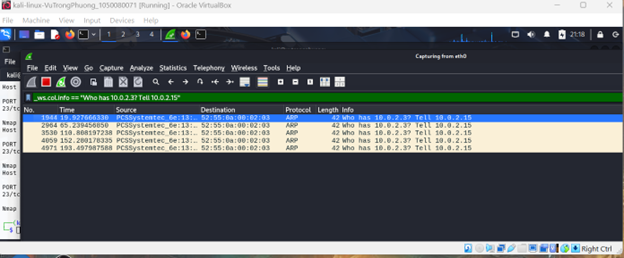 kali-linux-VuTrongPhuong_1050080071 [Running] - Oracle VirtualBox
File Machine View Input Devices Help
1 2 3 4
21:18
File
Capturing from eth0
kali@
File Edit View Go Capture Analyze Statistics Telephony Wireless Tools Help
Host
_ws.col.info == "Who has 10.0.2.3? Tell 10.0.2.15"
PORT
23/tc
No. Time Source Destination Protocol Length Info
1944 19.927666330 PCSSystemtec_6e:13:… 52:55:0a:00:02:03 ARP 42 Who has 10.0.2.3? Tell 10.0.2.15
2964 65.239456850 PCSSystemtec_6e:13:… 52:55:0a:00:02:03 ARP 42 Who has 10.0.2.3? Tell 10.0.2.15
3530 110.808197238 PCSSystemtec_6e:13:… 52:55:0a:00:02:03 ARP 42 Who has 10.0.2.3? Tell 10.0.2.15
4059 152.280178335 PCSSystemtec_6e:13:… 52:55:0a:00:02:03 ARP 42 Who has 10.0.2.3? Tell 10.0.2.15
4971 193.497987588 PCSSystemtec_6e:13:… 52:55:0a:00:02:03 ARP 42 Who has 10.0.2.3? Tell 10.0.2.15
Nmap
Host
PORT
23/tc
Nmap
Right Ctrl